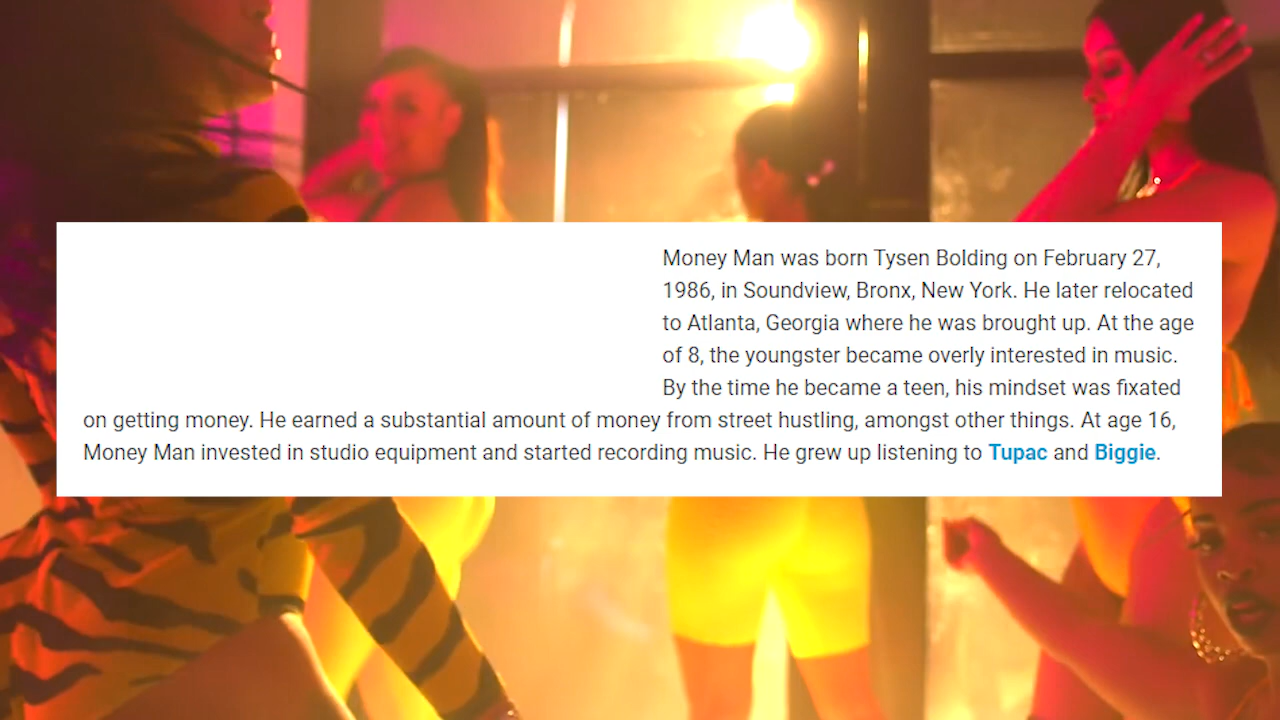 Money Man was born Tysen Bolding on February 27,
1986, in Soundview, Bronx, New York. He later relocated
to Atlanta, Georgia where he was brought up. At the age
of 8, the youngster became overly interested in music.
By the time he became a teen, his mindset was fixated
on getting money. He earned a substantial amount of money from street hustling, amongst other things. At age 16,
Money Man invested in studio equipment and started recording music. He grew up listening to Tupac and Biggie.